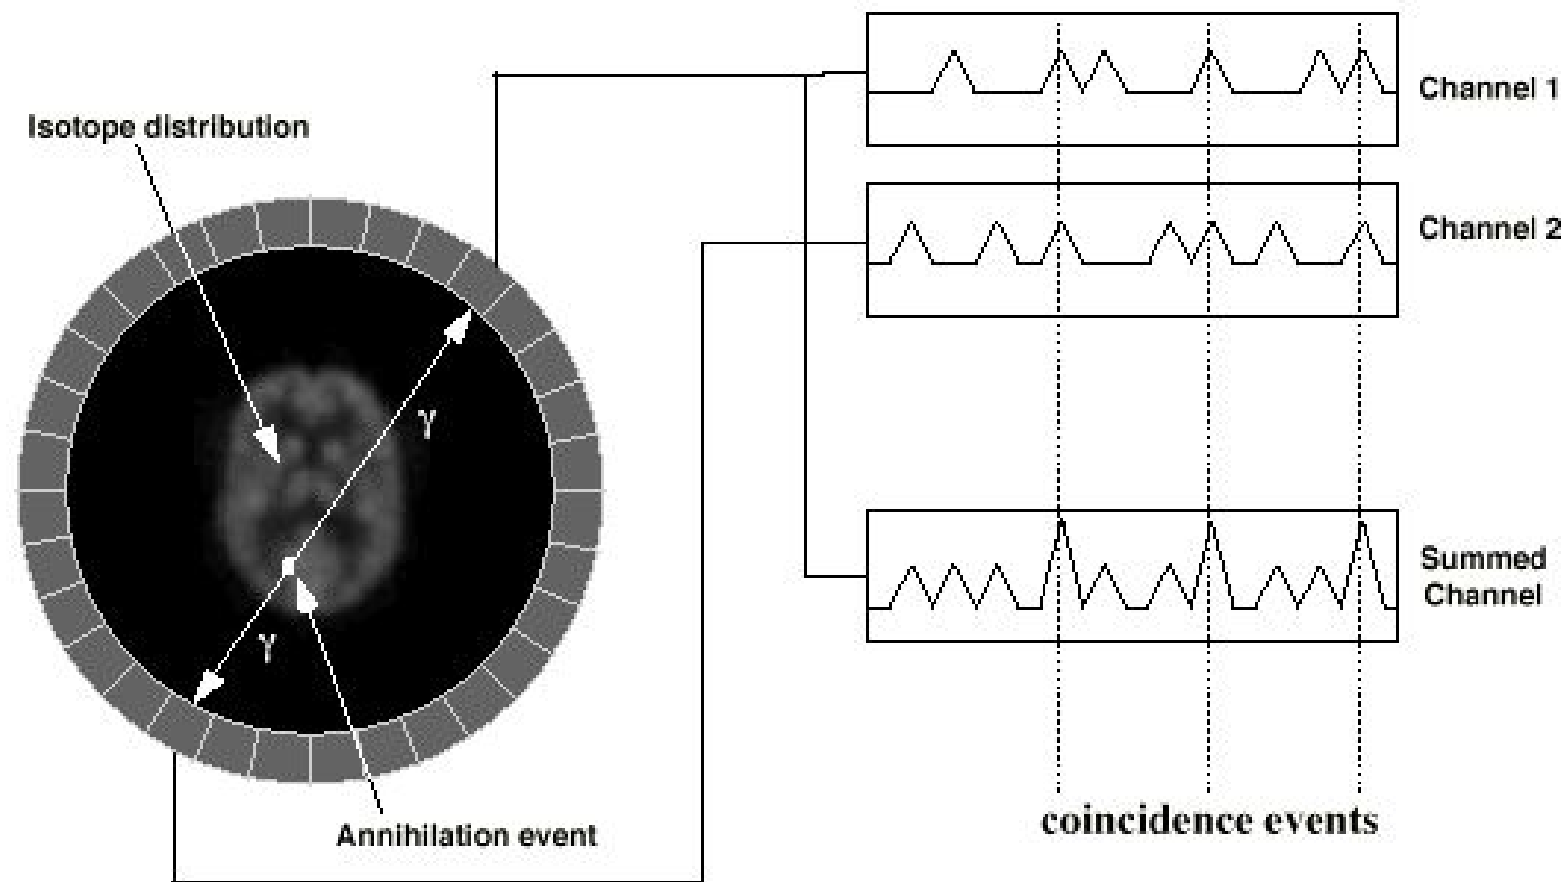 Isotope distribution
γ
γ
Annihilation event
Channel 1
Channel 2
Summed
Channel
coincidence events